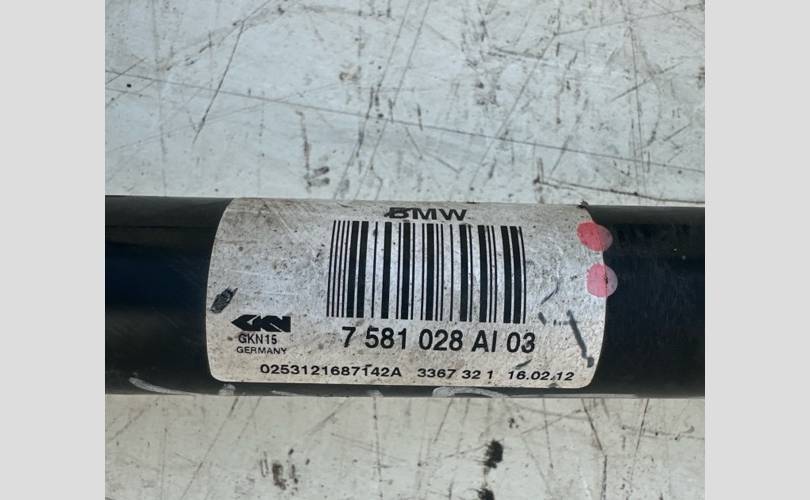 BMW
7 581 028 AI 03
GKN
GKN15
GERMANY
0253121687142A 3367 32 1 16.02.12